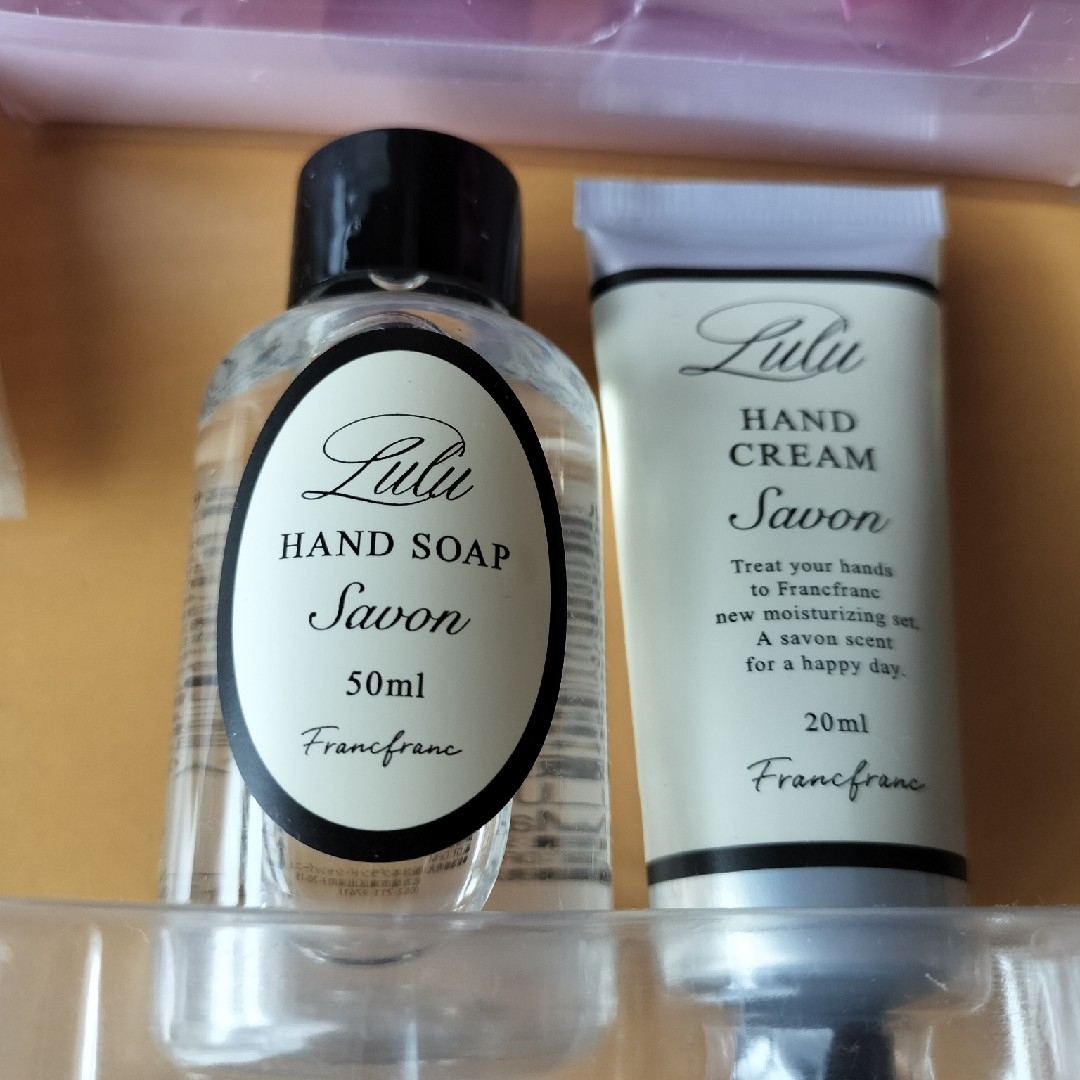 Lulu
HAND SOAP
Savon
50ml
Francfranc
Lulu
HAND
CREAM
Savon
Treat your hands
to Francfranc
new moisturizing set.
A savon scent
for a happy day.
20ml
Francfranc